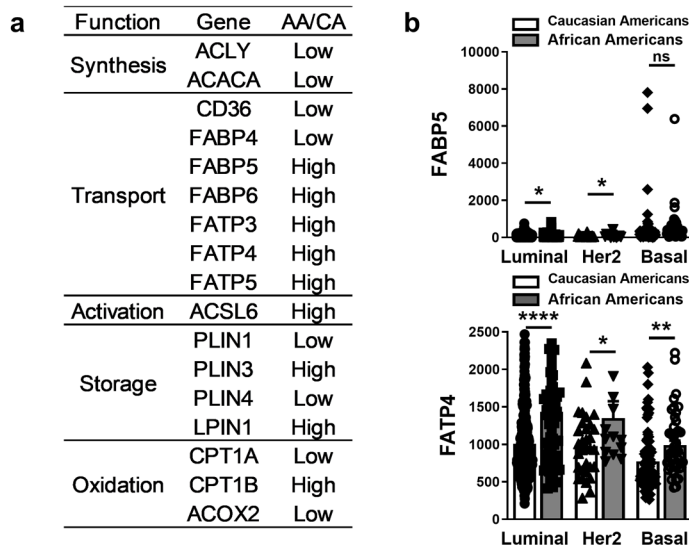 a
Function Gene AA/CA
Synthesis
ACLY Low
ACACA Low
Transport
CD36 Low
FABP4 Low
FABP5 High
FABP6 High
FATP3 High
FATP4 High
FATP5 High
Activation ACSL6 High
Storage
PLIN1 Low
PLIN3 High
PLIN4 Low
LPIN1 High
Oxidation
CPT1A Low
CPT1B High
ACOX2 Low
b
Caucasian Americans
African Americans
FABP5
10000
8000
6000
4000
2000
0
* * ns
Luminal Her2 Basal
Caucasian Americans
African Americans
FATP4
2500
2000
1500
1000
500
0
**** * **
Luminal Her2 Basal